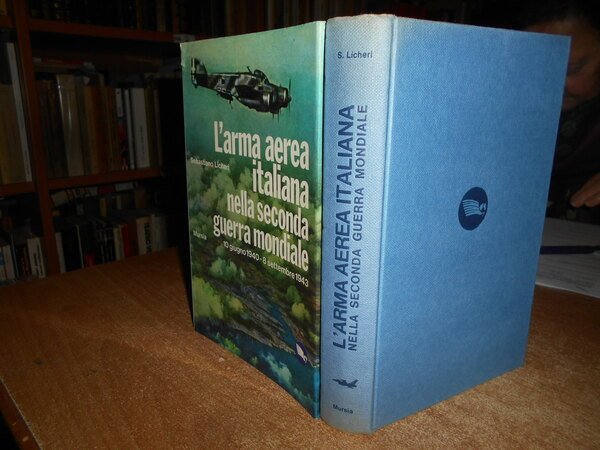 L'arma aerea
Sebastiano Licheri
italiana
nella seconda
Mursia
guerra mondiale
10 giugno 1940 - 8 settembre 1943
S. Licheri
L'ARMA AEREA ITALIANA
NELLA SECONDA GUERRA MONDIALE
Mursia